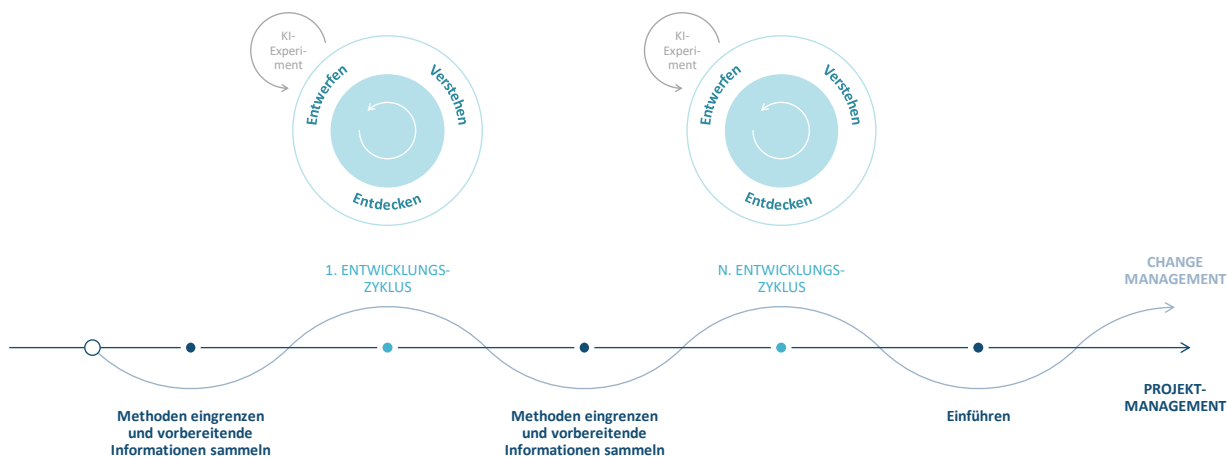 KI-
Experi-
ment
Entwerfen
Verstehen
Entdecken
KI-
Experi-
ment
Entwerfen
Verstehen
Entdecken
1. ENTWICKLUNGS-
ZYKLUS
N. ENTWICKLUNGS-
ZYKLUS
CHANGE
MANAGEMENT
PROJEKT-
MANAGEMENT
Methoden eingrenzen
und vorbereitende
Informationen sammeln
Methoden eingrenzen
und vorbereitende
Informationen sammeln
Einführen